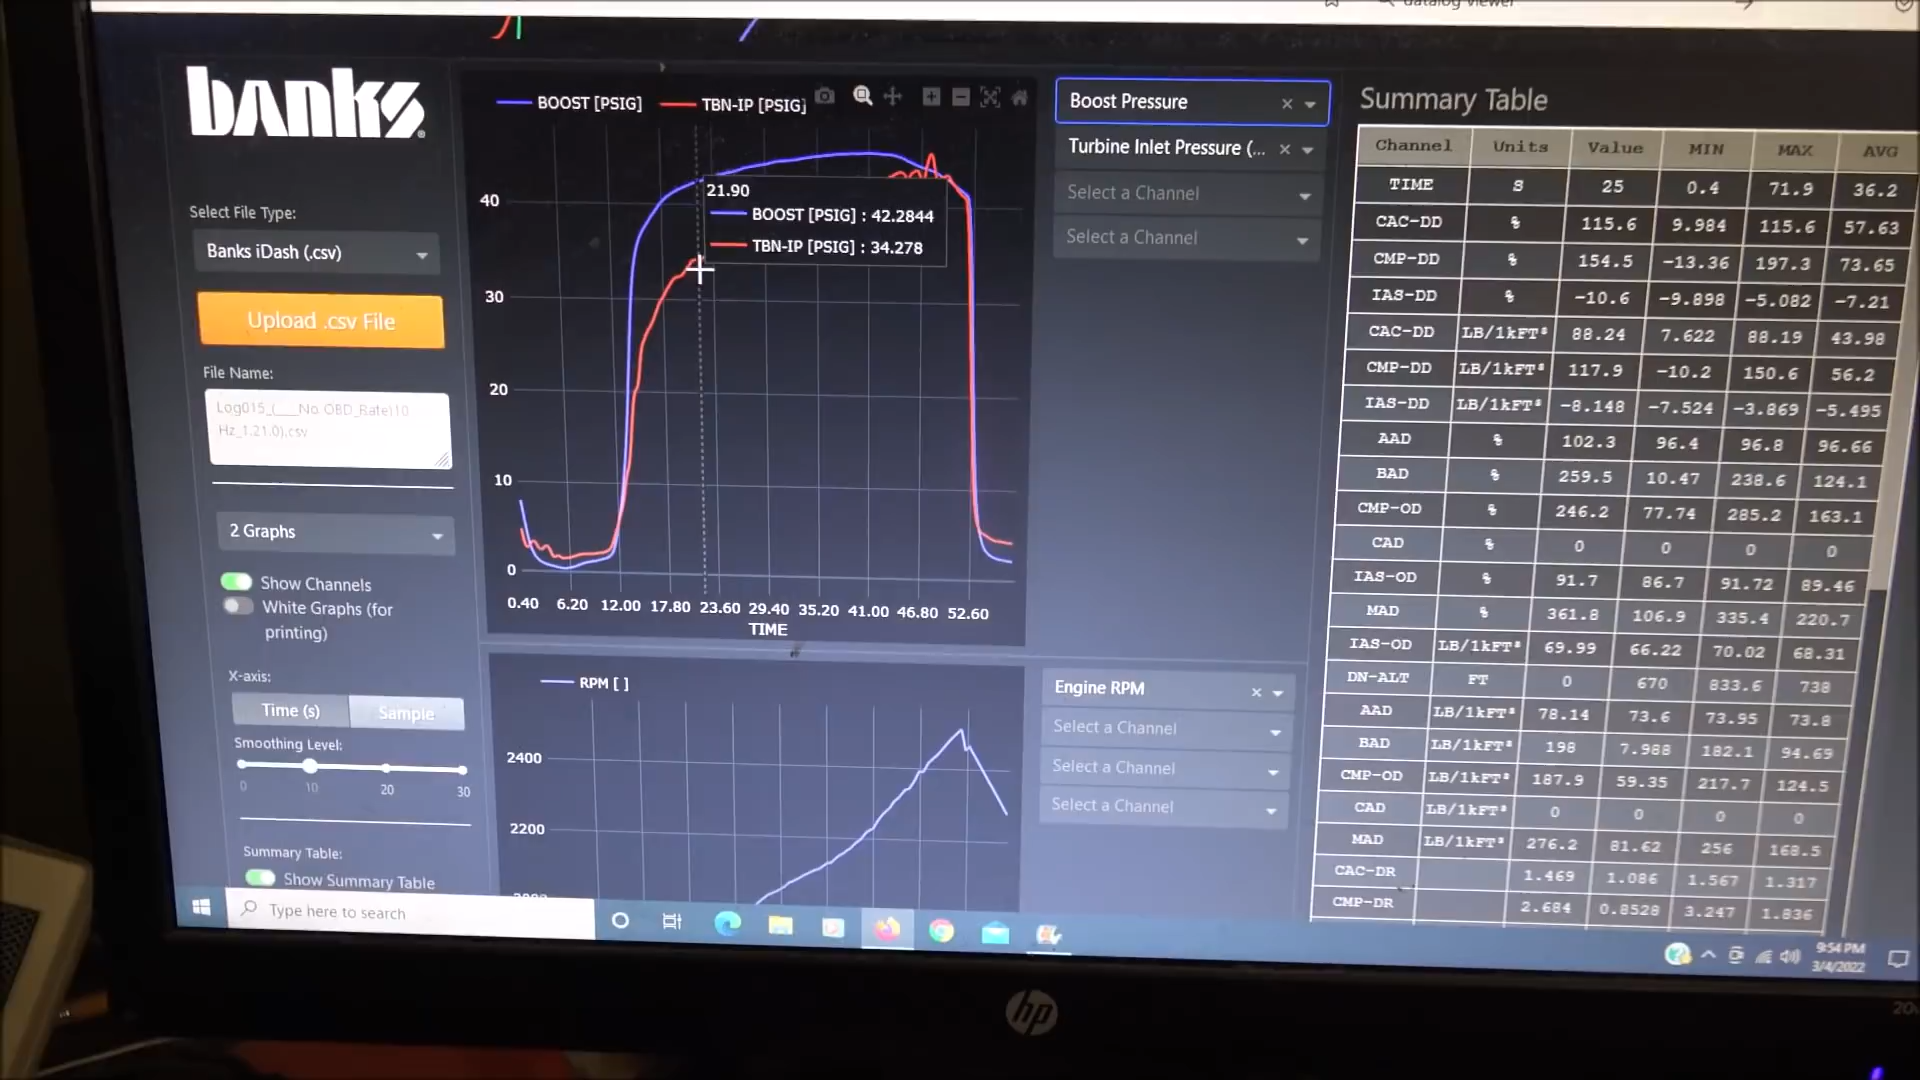 datalog viewer
banks
Select File Type:
Banks iDash (.csv)
Upload .csv File
File Name:
Log015_(___No OBD_Rate)10
Hz_1.21.0).csv
2 Graphs
Show Channels
White Graphs (for
printing)
X-axis:
Time (s) Sample
Smoothing Level:
0 10 20 30
Summary Table:
Show Summary Table
BOOST [PSIG] TBN-IP [PSIG]
21.90
BOOST [PSIG] : 42.2844
TBN-IP [PSIG] : 34.278
40
30
20
10
0
0.40 6.20 12.00 17.80 23.60 29.40 35.20 41.00 46.80 52.60
TIME
Boost Pressure
Turbine Inlet Pressure (...
Select a Channel
Select a Channel
RPM [ ]
2400
2200
Engine RPM
Select a Channel
Select a Channel
Select a Channel
Summary Table
Channel Units Value MIN MAX AVG
TIME S 25 0.4 71.9 36.2
CAC-DD % 115.6 9.984 115.6 57.63
CMP-DD % 154.5 -13.36 197.3 73.65
IAS-DD % -10.6 -9.898 -5.082 -7.21
CAC-DD LB/1kFT³ 88.24 7.622 88.19 43.98
CMP-DD LB/1kFT³ 117.9 -10.2 150.6 56.2
IAS-DD LB/1kFT³ -8.148 -7.524 -3.869 -5.495
AAD % 102.3 96.4 96.8 96.66
BAD % 259.5 10.47 238.6 124.1
CMP-OD % 246.2 77.74 285.2 163.1
CAD % 0 0 0 0
IAS-OD % 91.7 86.7 91.72 89.46
MAD % 361.8 106.9 335.4 220.7
IAS-OD LB/1kFT³ 69.99 66.22 70.02 68.31
DN-ALT FT 0 670 833.6 738
AAD LB/1kFT³ 78.14 73.6 73.95 73.8
BAD LB/1kFT³ 198 7.988 182.1 94.69
CMP-OD LB/1kFT³ 187.9 59.35 217.7 124.5
CAD LB/1kFT³ 0 0 0 0
MAD LB/1kFT³ 276.2 81.62 256 168.5
CAC-DR 1.469 1.086 1.567 1.317
CMP-DR 2.684 0.8528 3.247 1.836
Type here to search
9:54 PM
3/4/2022
hp